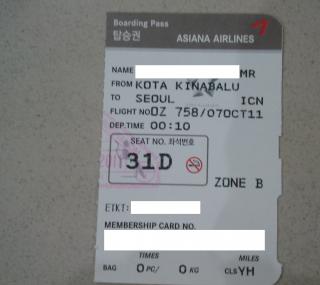 Boarding Pass
탑승권 ASIANA AIRLINES
NAME MR
FROM KOTA KINABALU
TO SEOUL ICN
FLIGHT NO OZ 758/07OCT11
DEP.TIME 00:10
SEAT NO. 좌석번호
31D
ZONE B
ETKT:
MEMBERSHIP CARD NO.
TIMES MILES
BAG 0 PC/ 0 KG CLS YH